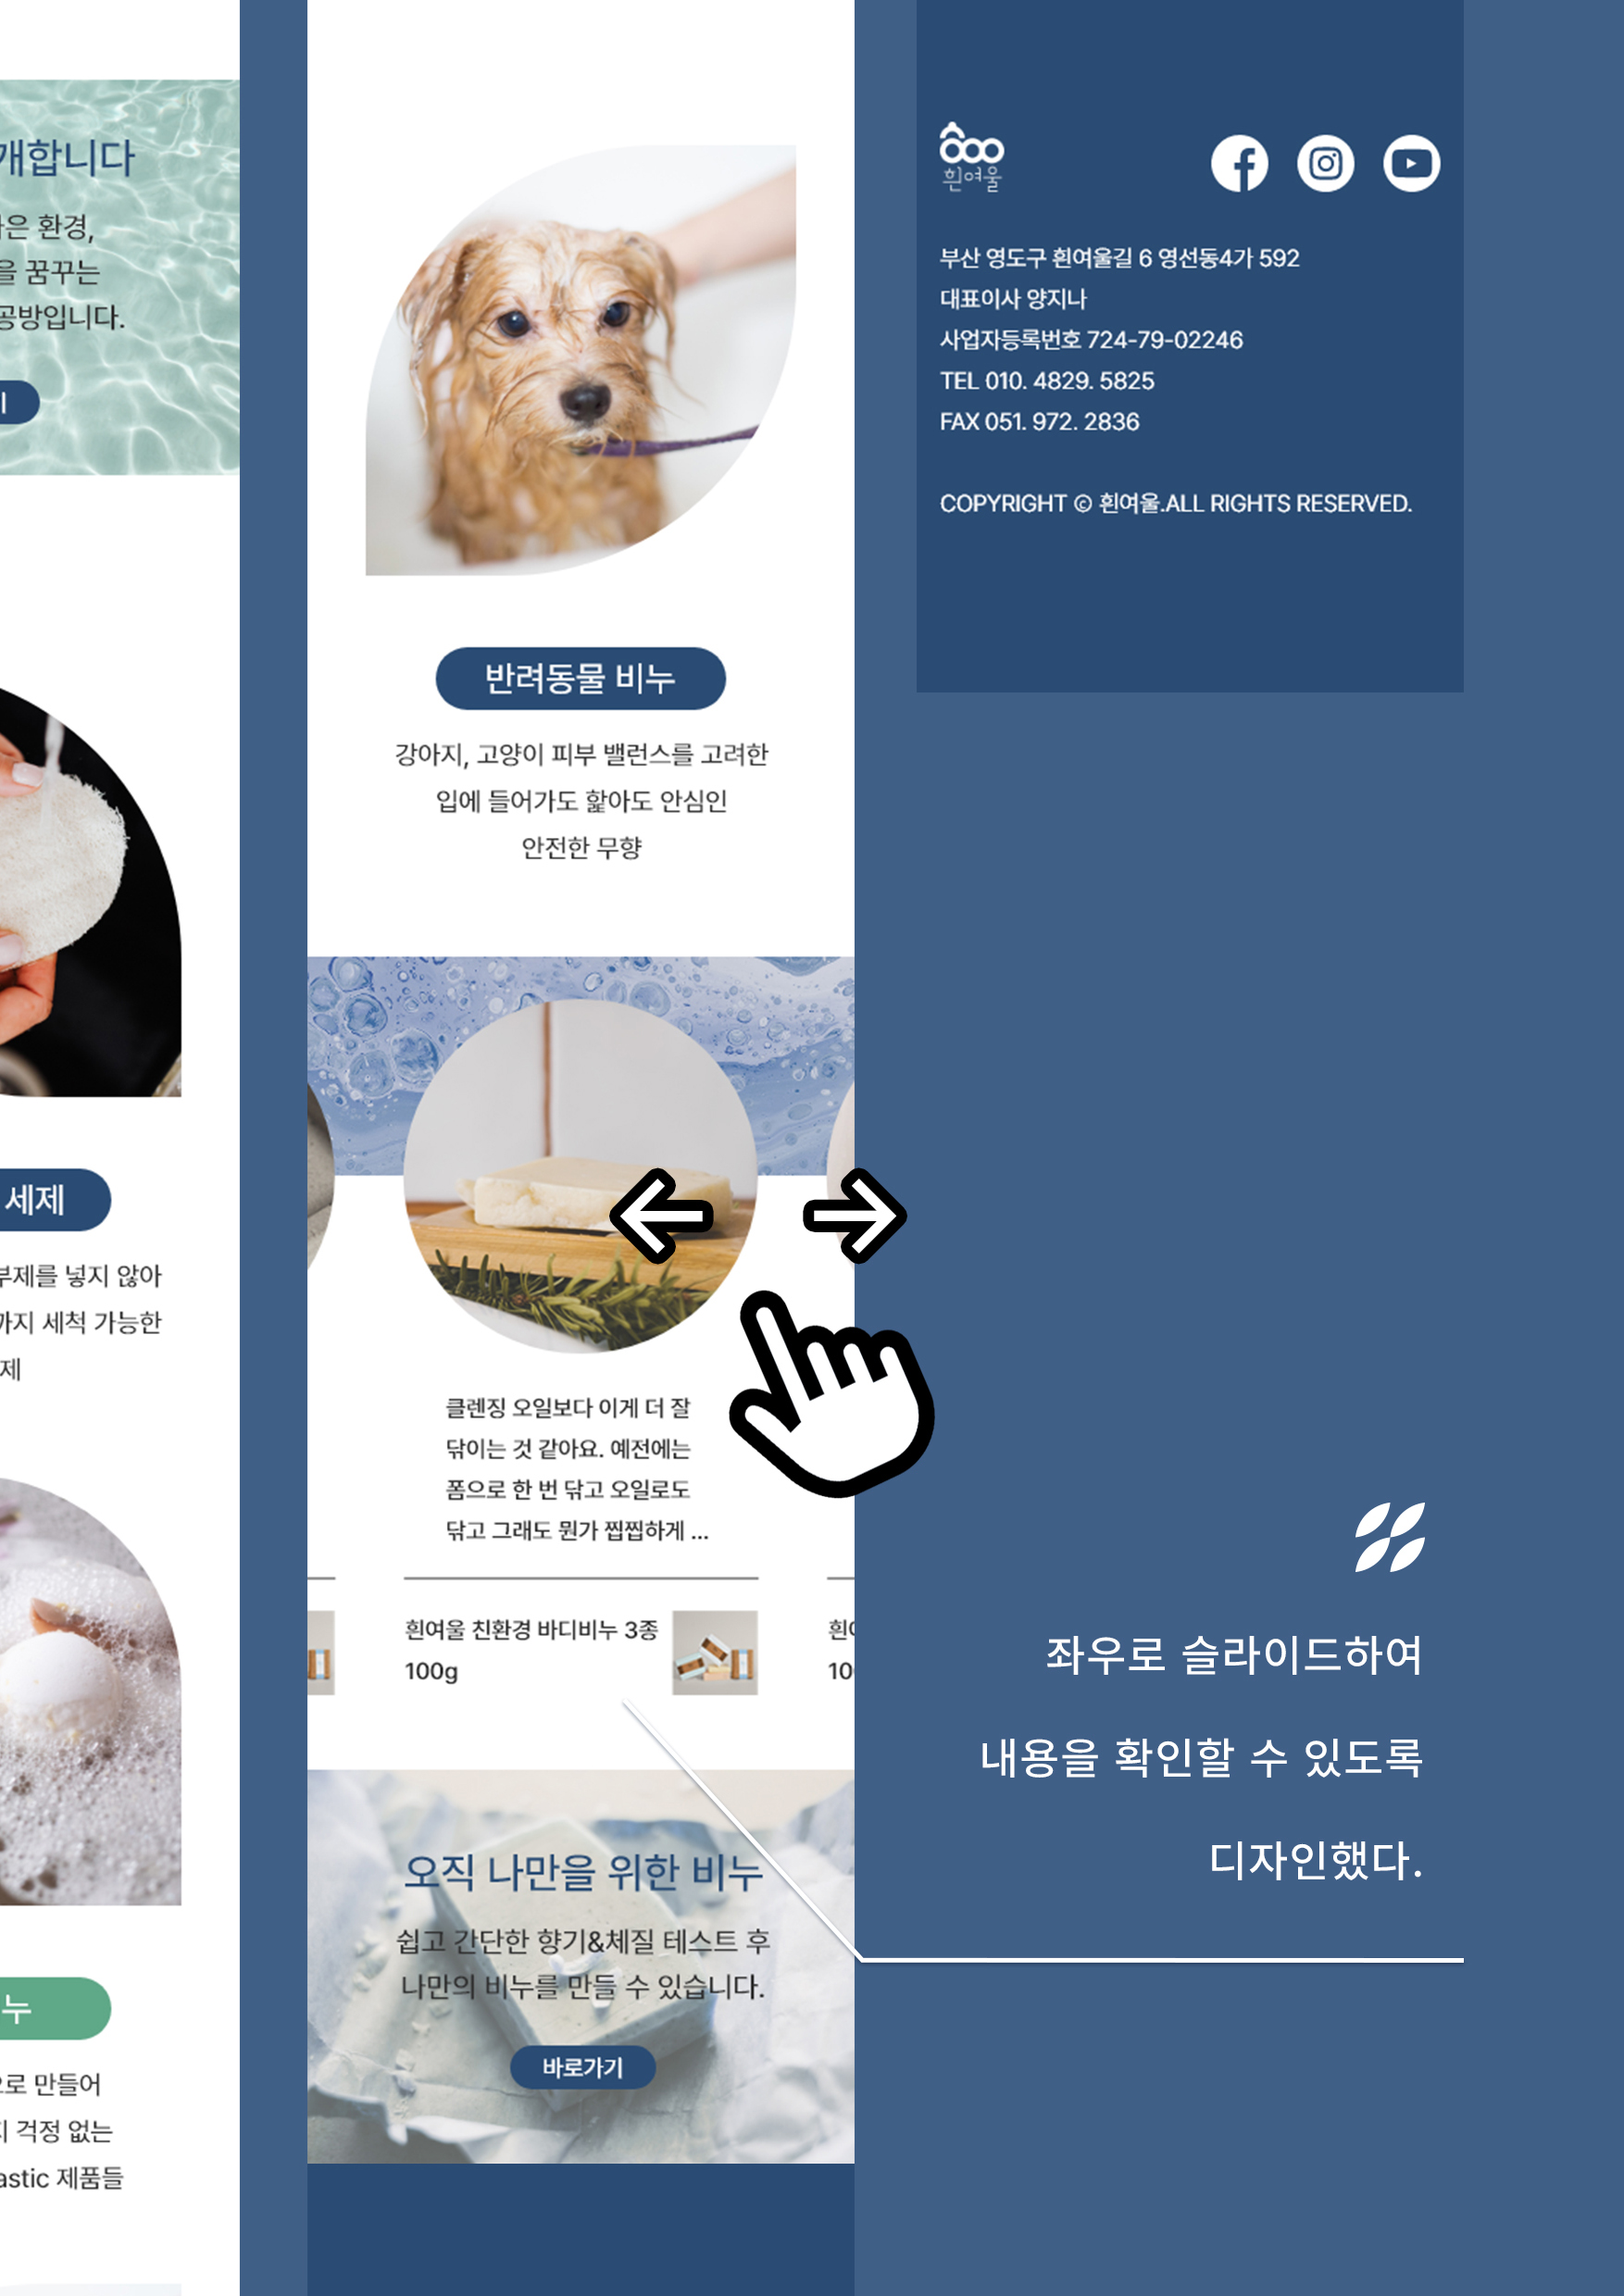 개합니다
은 환경,
을 꿈꾸는
공방입니다.
기
세제
부제를 넣지 않아
까지 세척 가능한
제
누
으로 만들어
지 걱정 없는
astic 제품들
반려동물 비누
강아지, 고양이 피부 밸런스를 고려한
입에 들어가도 핥아도 안심인
안전한 무향
클렌징 오일보다 이게 더 잘
닦이는 것 같아요. 예전에는
폼으로 한 번 닦고 오일로도
닦고 그래도 뭔가 찝찝하게 ...
흰여울 친환경 바디비누 3종
100g
흰여
10
오직 나만을 위한 비누
쉽고 간단한 향기&체질 테스트 후
나만의 비누를 만들 수 있습니다.
바로가기
흰여울
부산 영도구 흰여울길 6 영선동4가 592
대표이사 양지나
사업자등록번호 724-79-02246
TEL 010. 4829. 5825
FAX 051. 972. 2836
COPYRIGHT © 흰여울.ALL RIGHTS RESERVED.
좌우로 슬라이드하여
내용을 확인할 수 있도록
디자인했다.